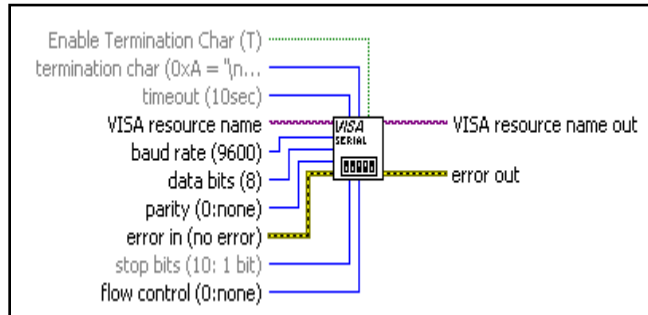 Enable Termination Char (T)
termination char (0xA = "\n...
timeout (10sec)
VISA resource name
VISA resource name out
VISA
SERIAL
baud rate (9600)
data bits (8)
error out
parity (0:none)
error in (no error)
stop bits (10: 1 bit)
flow control (0:none)